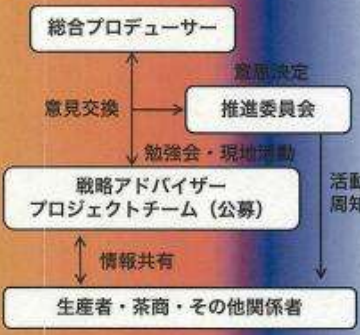 総合プロデューサー
意思決定
意見交換
推進委員会
勉強会・現地活動
戦略アドバイザー
プロジェクトチーム（公募）
活動
周知
情報共有
生産者・茶商・その他関係者